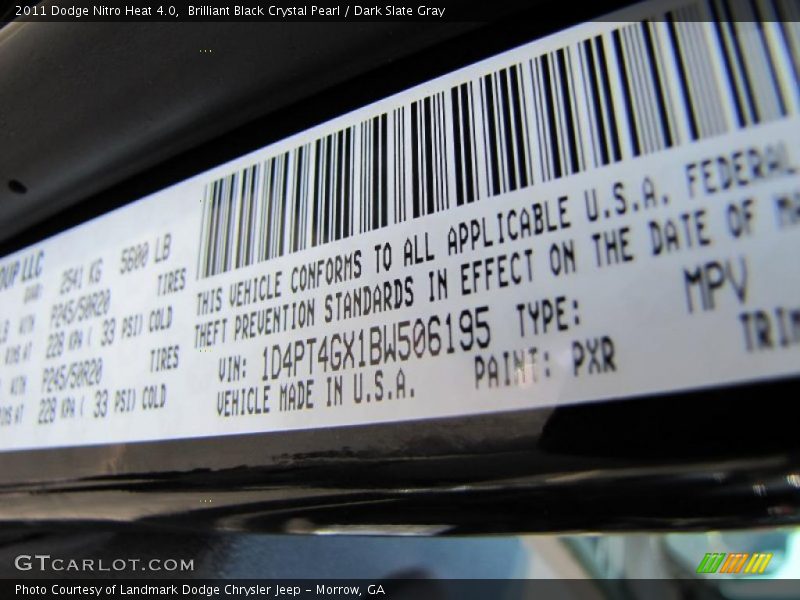 2011 Dodge Nitro Heat 4.0,  Brilliant Black Crystal Pearl / Dark Slate Gray
OUP LLC
2541 KG 5600 LB
TIRES
P245/50R20
228 KPA ( 33 PSI) COLD
TIRES
P245/50R20
228 KPA ( 33 PSI) COLD
THIS VEHICLE CONFORMS TO ALL APPLICABLE U.S.A. FEDERAL
THEFT PREVENTION STANDARDS IN EFFECT ON THE DATE OF
VIN: 1D4PT4GX1BW506195 TYPE: MPV
VEHICLE MADE IN U.S.A. PAINT: PXR TRIM
GTCARLOT.COM
Photo Courtesy of Landmark Dodge Chrysler Jeep - Morrow, GA